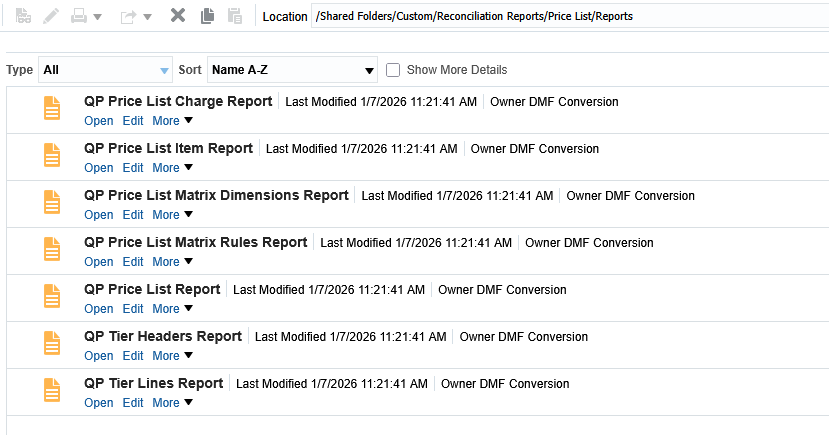 Location /Shared Folders/Custom/Reconciliation Reports/Price List/Reports
Type All Sort Name A-Z Show More Details
QP Price List Charge Report Last Modified 1/7/2026 11:21:41 AM Owner DMF Conversion
Open Edit More
QP Price List Item Report Last Modified 1/7/2026 11:21:41 AM Owner DMF Conversion
Open Edit More
QP Price List Matrix Dimensions Report Last Modified 1/7/2026 11:21:41 AM Owner DMF Conversion
Open Edit More
QP Price List Matrix Rules Report Last Modified 1/7/2026 11:21:41 AM Owner DMF Conversion
Open Edit More
QP Price List Report Last Modified 1/7/2026 11:21:41 AM Owner DMF Conversion
Open Edit More
QP Tier Headers Report Last Modified 1/7/2026 11:21:41 AM Owner DMF Conversion
Open Edit More
QP Tier Lines Report Last Modified 1/7/2026 11:21:41 AM Owner DMF Conversion
Open Edit More